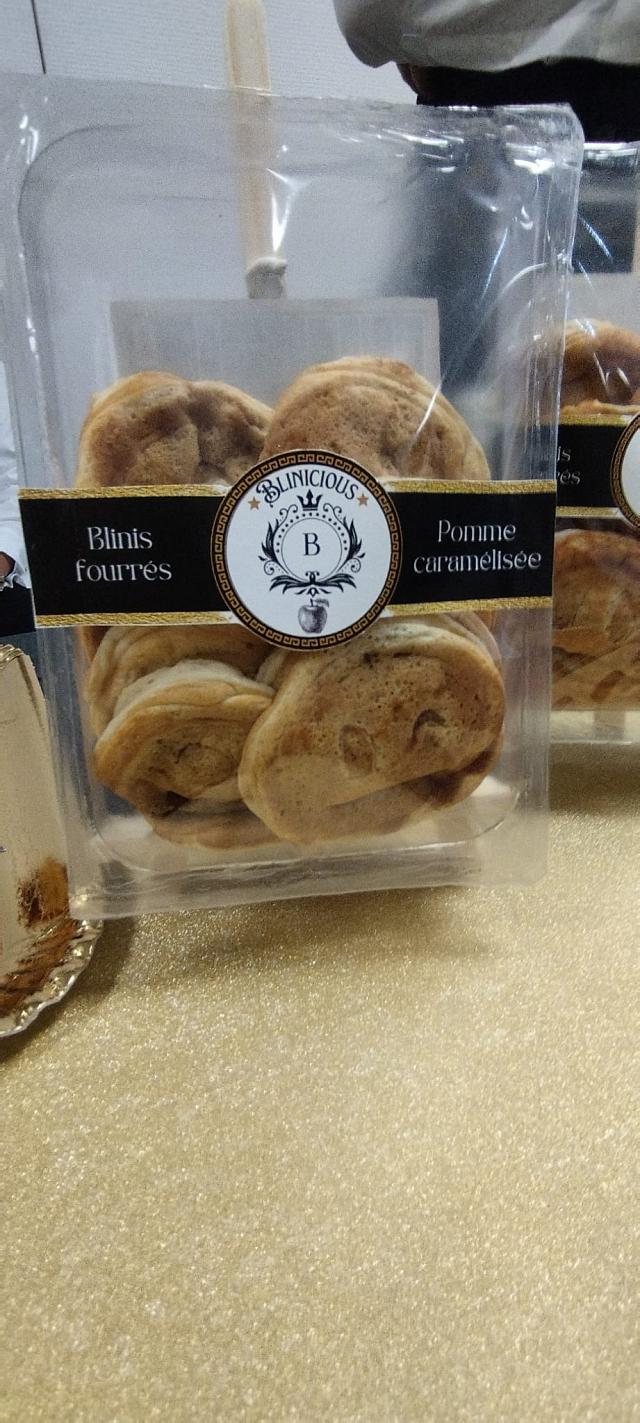 BLINICIOUS
B
Blinis
fourrés
Pomme
caramélisée